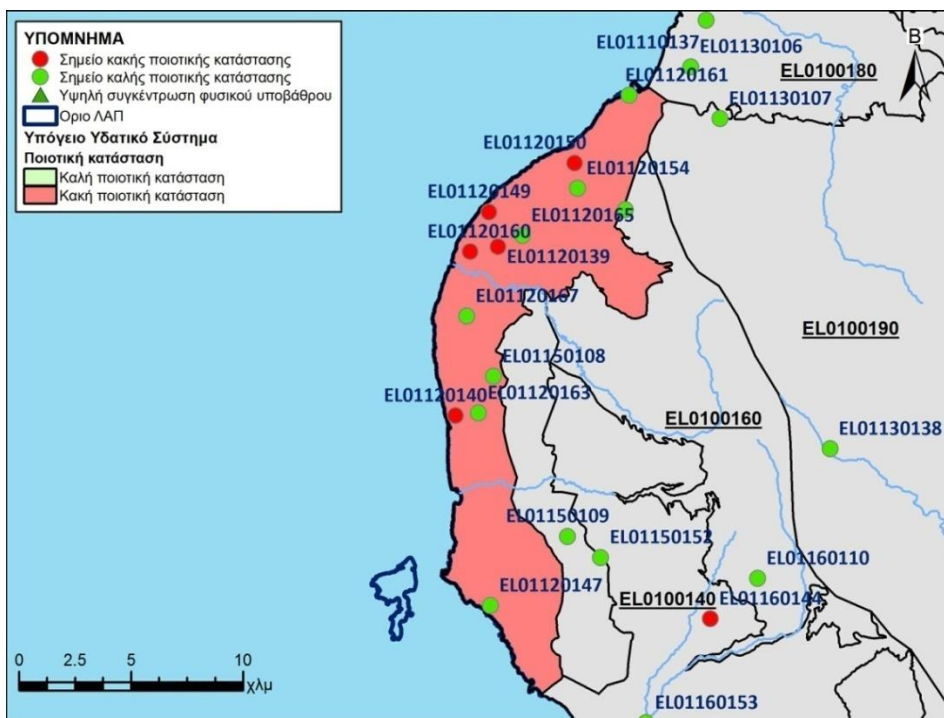 ΥΠΟΜΝΗΜΑ
Σημείο κακής ποιοτικής κατάστασης
Σημείο καλής ποιοτικής κατάστασης
Υψηλή συγκέντρωση φυσικού υποβάθρου
Όριο ΛΑΠ
Υπόγειο Υδατικό Σύστημα
Ποιοτική κατάσταση
Καλή ποιοτική κατάσταση
Κακή ποιοτική κατάσταση
B
EL01110137 EL01130106
EL0100180
EL01120161
EL01130107
EL01120150
EL01120154
EL01120149
EL01120165
EL01120160
EL01120139
EL01120167
EL0100190
EL01150108
EL01120140 EL01120163
EL0100160
EL01130138
EL01150109
EL01150152
EL01160110
EL01120147
EL0100140 EL01160144
EL01160153
0 2.5 5 10
χλμ